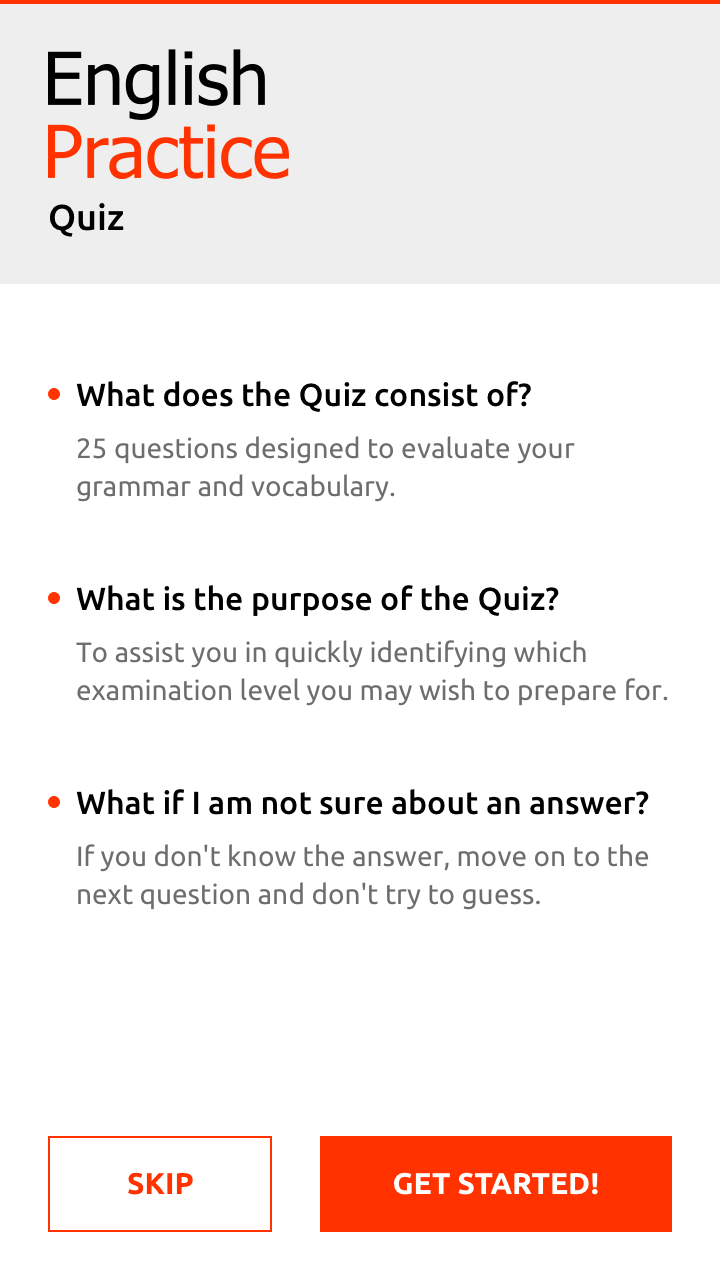 English
Practice
Quiz
What does the Quiz consist of?
25 questions designed to evaluate your
grammar and vocabulary.
What is the purpose of the Quiz?
To assist you in quickly identifying which
examination level you may wish to prepare for.
What if I am not sure about an answer?
If you don't know the answer, move on to the
next question and don't try to guess.
SKIP
GET STARTED!